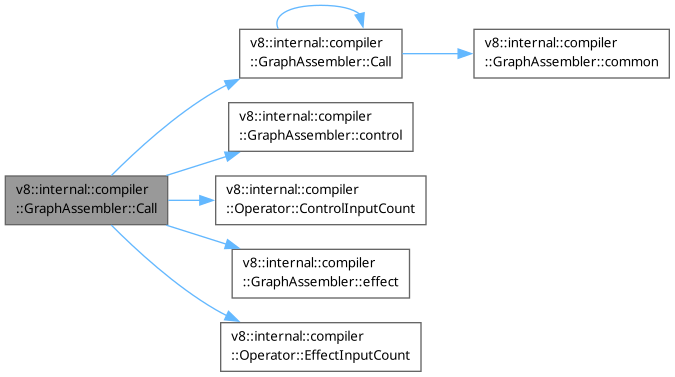 v8::internal::compiler
::GraphAssembler::Call
v8::internal::compiler
::GraphAssembler::common
v8::internal::compiler
::GraphAssembler::control
v8::internal::compiler
::GraphAssembler::Call
v8::internal::compiler
::Operator::ControlInputCount
v8::internal::compiler
::GraphAssembler::effect
v8::internal::compiler
::Operator::EffectInputCount